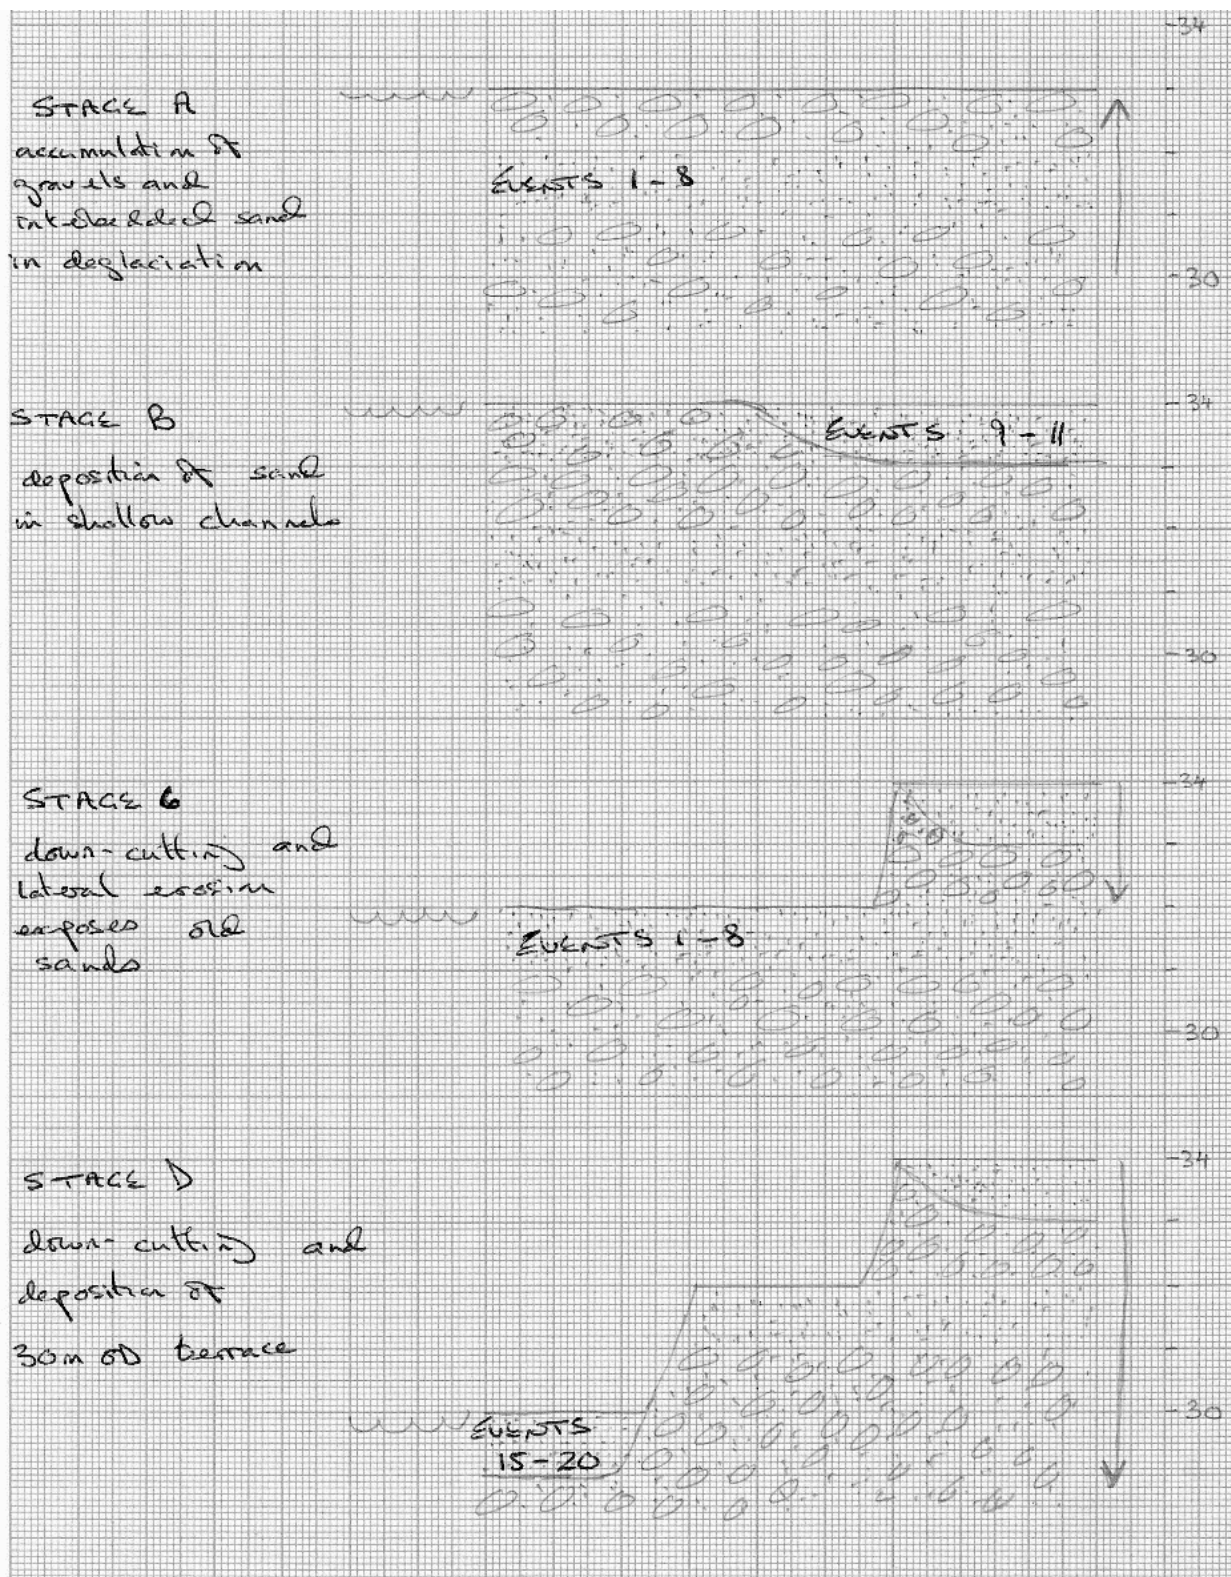 -34
STAGE A
accumulation of
gravels and
EVENTS 1-8
interbedded sand
in deglaciation
-30
STAGE B
-34
EVENTS 9-11
deposition of sand
in shallow channels
-30
-34
STAGE C
down-cutting and
lateral erosion
exposes old
EVENTS 1-8
sands
-30
-34
STAGE D
down-cutting and
deposition of
30m OD terrace
-30
EVENTS
15-20